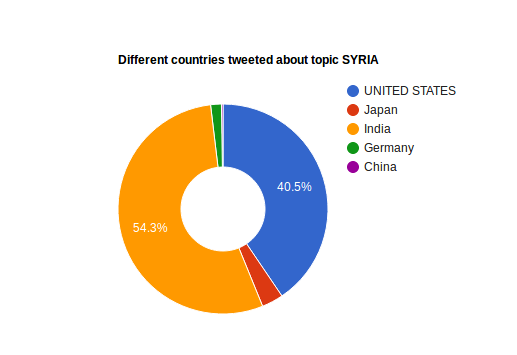 Different countries tweeted about topic SYRIA
UNITED STATES
Japan
India
Germany
China
40.5%
54.3%